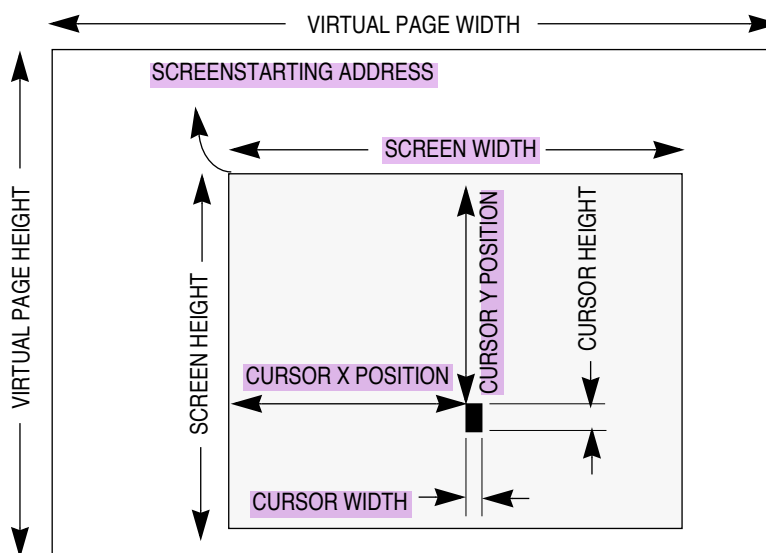 VIRTUAL PAGE WIDTH
SCREENSTARTING ADDRESS
SCREEN WIDTH
VIRTUAL PAGE HEIGHT
SCREEN HEIGHT
CURSOR Y POSITION
CURSOR HEIGHT
CURSOR X POSITION
CURSOR WIDTH